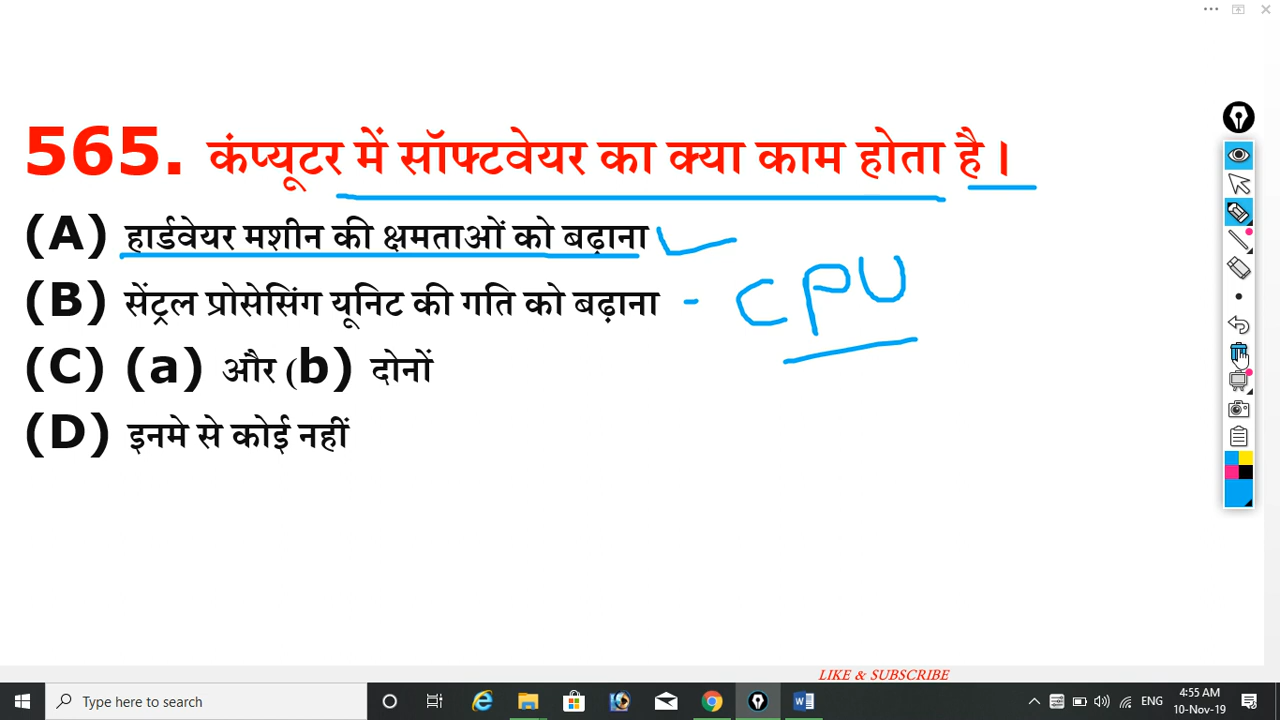 565. कंप्यूटर में सॉफ्टवेयर का क्या काम होता है।
(A) हार्डवेयर मशीन की क्षमताओं को बढ़ाना
(B) सेंट्रल प्रोसेसिंग यूनिट की गति को बढ़ाना - CPU
(C) (a) और (b) दोनों
(D) इनमे से कोई नहीं
LIKE & SUBSCRIBE
Type here to search
ENG
4:55 AM
10-Nov-19